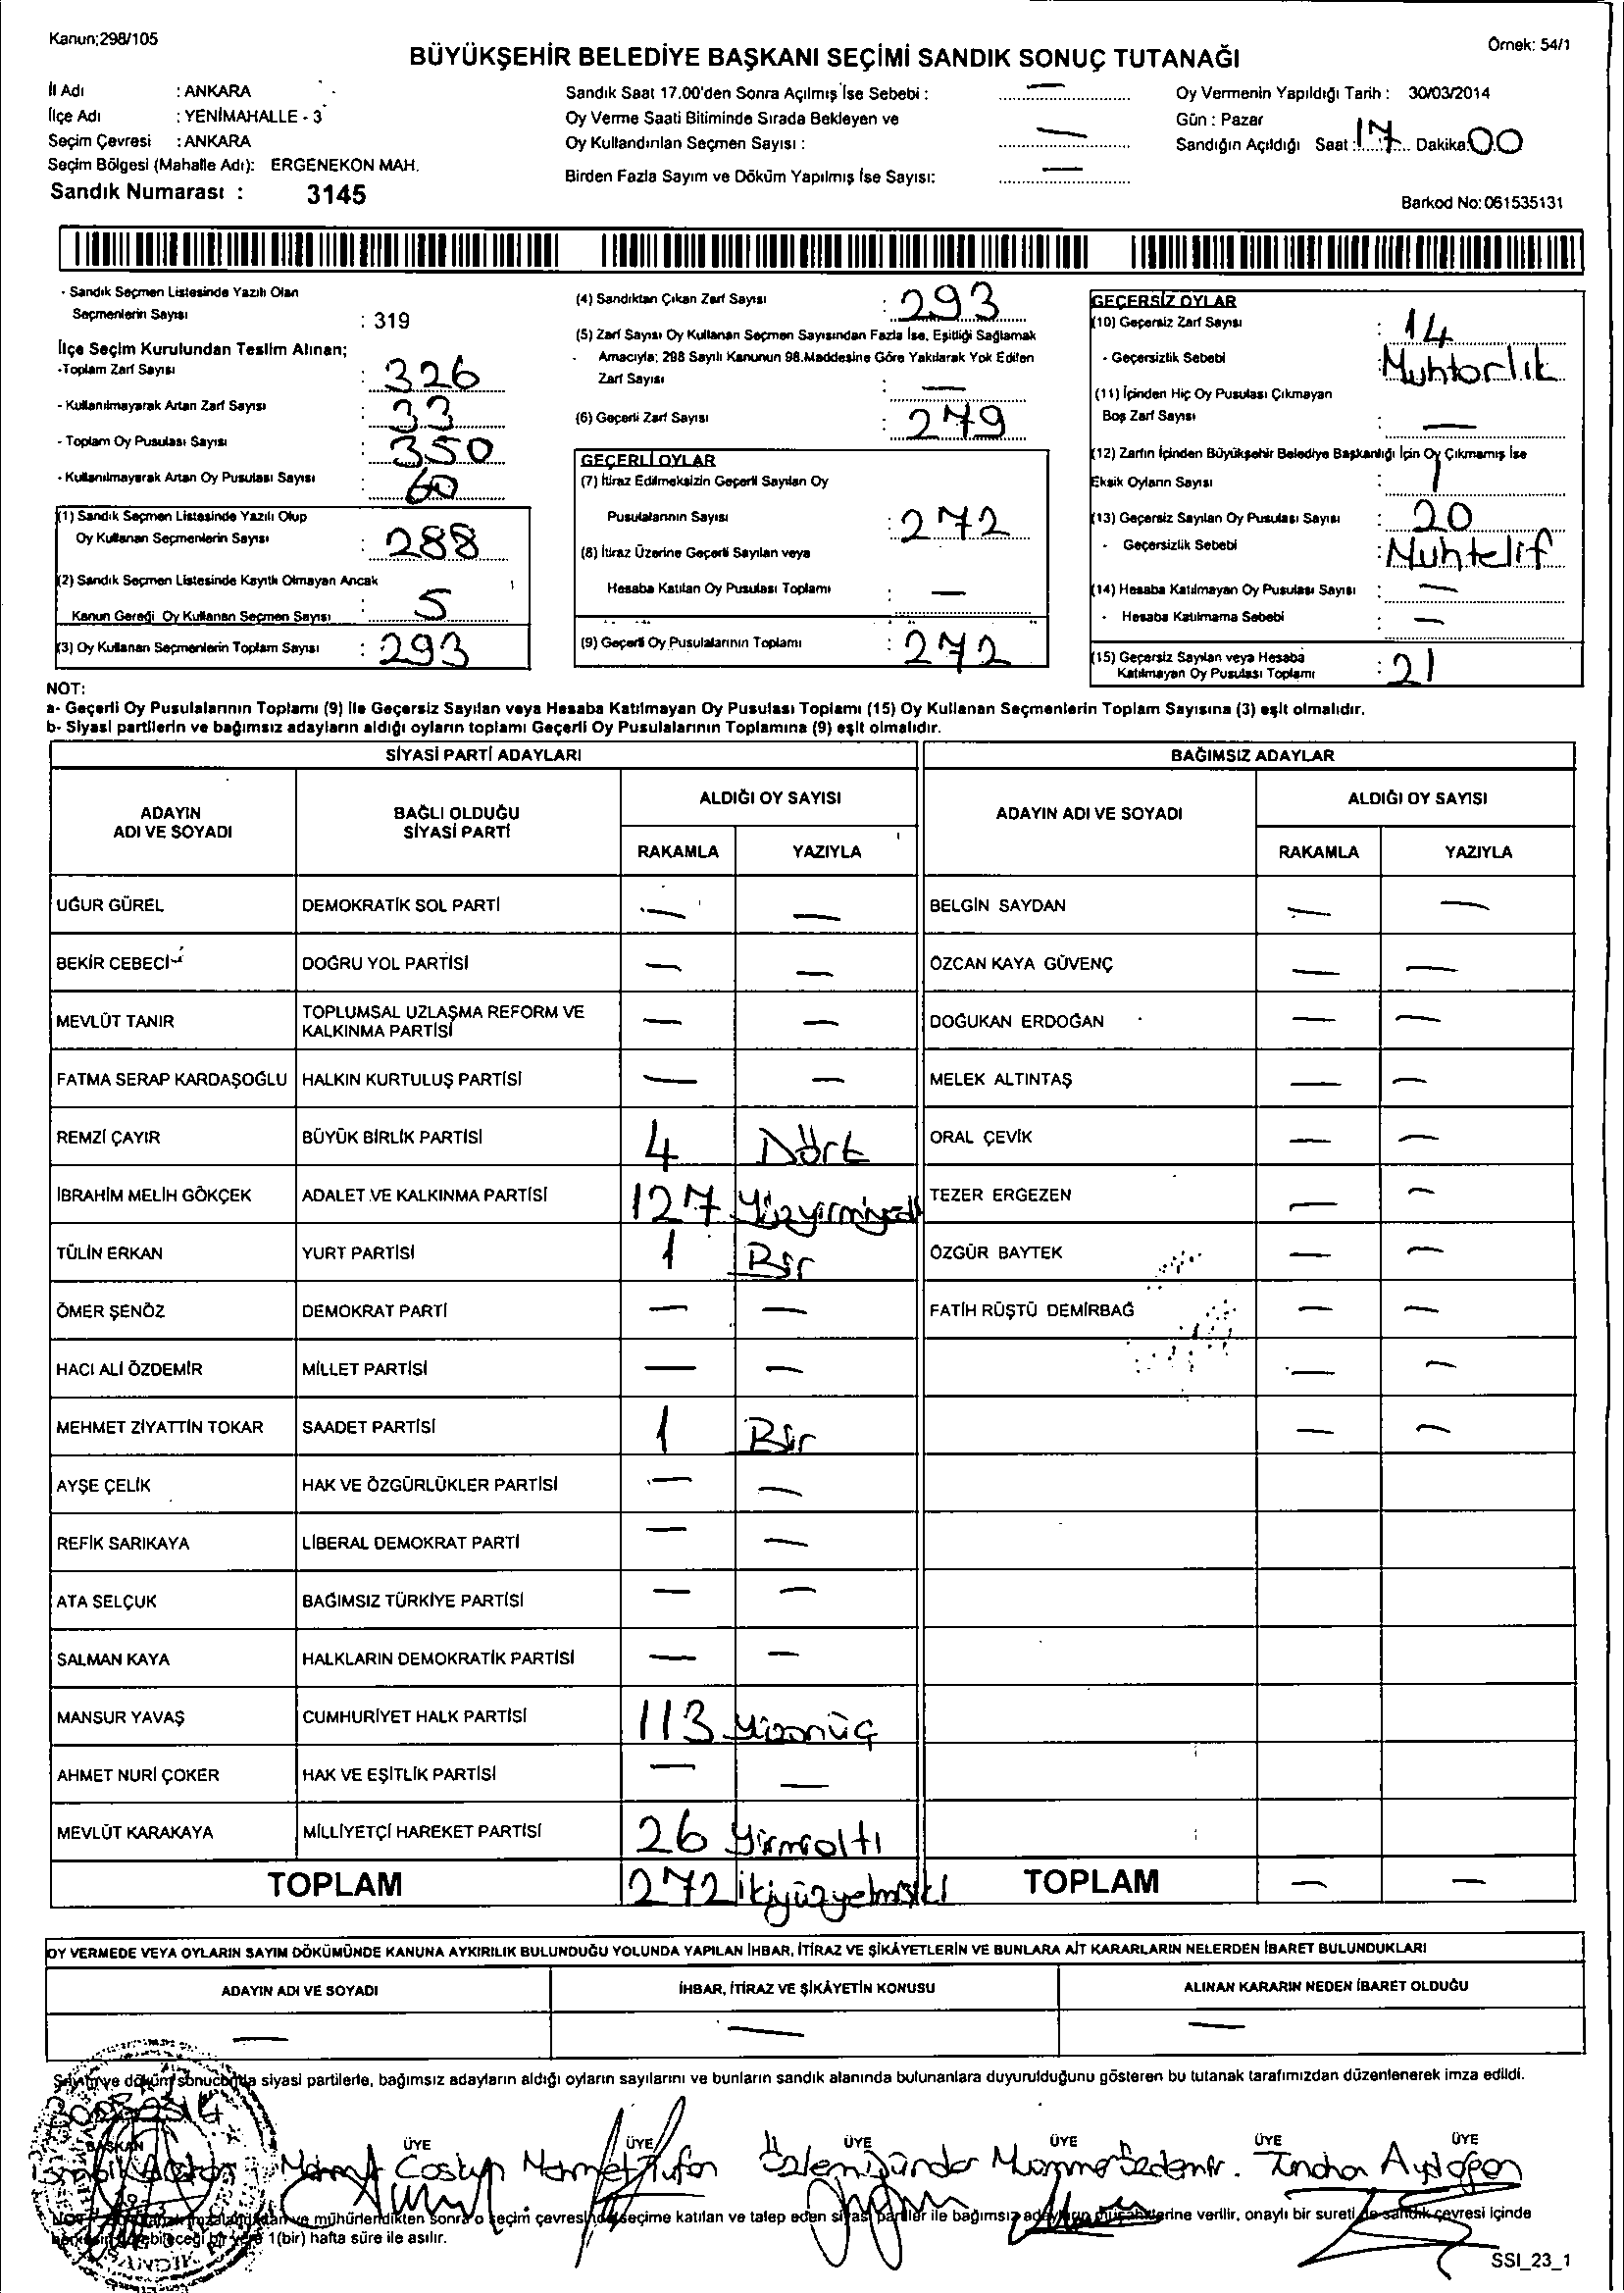 Kanun;298/105
Örnek: 54/1
BÜYÜKŞEHİR BELEDİYE BAŞKANI SEÇİMİ SANDIK SONUÇ TUTANAĞI
İl Adı : ANKARA
İlçe Adı : YENİMAHALLE - 3
Seçim Çevresi : ANKARA
Seçim Bölgesi (Mahalle Adı): ERGENEKON MAH.
Sandık Numarası : 3145
Sandık Saat 17.00'den Sonra Açılmış İse Sebebi : —
Oy Verme Saati Bitiminde Sırada Bekleyen ve
Oy Kullandırılan Seçmen Sayısı : —
Birden Fazla Sayım ve Döküm Yapılmış İse Sayısı: —
Oy Vermenin Yapıldığı Tarih : 30/03/2014
Gün : Pazar
Sandığın Açıldığı Saat : 17 Dakika: 00
Barkod No: 061535131
- Sandık Seçmen Listesinde Yazılı Olan
Seçmenlerin Sayısı : 319
İlçe Seçim Kurulundan Teslim Alınan;
-Toplam Zarf Sayısı : 326
- Kullanılmayarak Artan Zarf Sayısı : 33
- Toplam Oy Pusulası Sayısı : 350
- Kullanılmayarak Artan Oy Pusulası Sayısı : 60
(1) Sandık Seçmen Listesinde Yazılı Olup
Oy Kullanan Seçmenlerin Sayısı : 288
(2) Sandık Seçmen Listesinde Kayıtlı Olmayan Ancak
Kanun Gereği Oy Kullanan Seçmen Sayısı : 5
(3) Oy Kullanan Seçmenlerin Toplam Sayısı : 293
(4) Sandıktan Çıkan Zarf Sayısı : 293
(5) Zarf Sayısı Oy Kullanan Seçmen Sayısından Fazla İse, Eşitliği Sağlamak
- Amacıyla; 298 Sayılı Kanunun 98.Maddesine Göre Yakılarak Yok Edilen
Zarf Sayısı : —
(6) Geçerli Zarf Sayısı : 279
GEÇERLİ OYLAR
(7) İtiraz Edilmeksizin Geçerli Sayılan Oy
Pusulalarının Sayısı : 272
(8) İtiraz Üzerine Geçerli Sayılan veya
Hesaba Katılan Oy Pusulası Toplamı : —
(9) Geçerli Oy Pusulalarının Toplamı : 272
GEÇERSİZ OYLAR
(10) Geçersiz Zarf Sayısı : 14
- Geçersizlik Sebebi Muhtarlık
(11) İçinden Hiç Oy Pusulası Çıkmayan
Boş Zarf Sayısı : —
(12) Zarfın İçinden Büyükşehir Belediye Başkanlığı İçin Oy Çıkmamış İse
Eksik Oyların Sayısı : 1
(13) Geçersiz Sayılan Oy Pusulası Sayısı : 20
- Geçersizlik Sebebi : Muhtelif
(14) Hesaba Katılmayan Oy Pusulası Sayısı : —
- Hesaba Katılmama Sebebi : —
(15) Geçersiz Sayılan veya Hesaba
Katılmayan Oy Pusulası Toplamı : 21
NOT:
a- Geçerli Oy Pusulalarının Toplamı (9) İle Geçersiz Sayılan veya Hesaba Katılmayan Oy Pusulası Toplamı (15) Oy Kullanan Seçmenlerin Toplam Sayısına (3) eşit olmalıdır.
b- Siyasi partilerin ve bağımsız adayların aldığı oyların toplamı Geçerli Oy Pusulalarının Toplamına (9) eşit olmalıdır.
SİYASİ PARTİ ADAYLARI BAĞIMSIZ ADAYLAR
ADAYIN ADI VE SOYADI BAĞLI OLDUĞU SİYASİ PARTİ ALDIĞI OY SAYISI ADAYIN ADI VE SOYADI ALDIĞI OY SAYISI
RAKAMLA YAZIYLA RAKAMLA YAZIYLA
UĞUR GÜREL DEMOKRATİK SOL PARTİ — — BELGİN SAYDAN — —
BEKİR CEBECİ DOĞRU YOL PARTİSİ — — ÖZCAN KAYA GÜVENÇ — —
MEVLÜT TANIR TOPLUMSAL UZLAŞMA REFORM VE KALKINMA PARTİSİ — — DOĞUKAN ERDOĞAN — —
FATMA SERAP KARDAŞOĞLU HALKIN KURTULUŞ PARTİSİ — — MELEK ALTINTAŞ — —
REMZİ ÇAYIR BÜYÜK BİRLİK PARTİSİ 4 Dört ORAL ÇEVİK — —
İBRAHİM MELİH GÖKÇEK ADALET VE KALKINMA PARTİSİ 127 Yüzyirmiyedi TEZER ERGEZEN — —
TÜLİN ERKAN YURT PARTİSİ 1 Bir ÖZGÜR BAYTEK — —
ÖMER ŞENÖZ DEMOKRAT PARTİ — — FATİH RÜŞTÜ DEMİRBAĞ — —
HACI ALİ ÖZDEMİR MİLLET PARTİSİ — — — —
MEHMET ZİYATTİN TOKAR SAADET PARTİSİ 1 Bir — —
AYŞE ÇELİK HAK VE ÖZGÜRLÜKLER PARTİSİ — —
REFİK SARIKAYA LİBERAL DEMOKRAT PARTİ — —
ATA SELÇUK BAĞIMSIZ TÜRKİYE PARTİSİ — —
SALMAN KAYA HALKLARIN DEMOKRATİK PARTİSİ — —
MANSUR YAVAŞ CUMHURİYET HALK PARTİSİ 113 Yüzonüç
AHMET NURİ ÇOKER HAK VE EŞİTLİK PARTİSİ — —
MEVLÜT KARAKAYA MİLLİYETÇİ HAREKET PARTİSİ 26 Yirmialtı
TOPLAM 272 ikiyüzyetmişiki TOPLAM — —
OY VERMEDE VEYA OYLARIN SAYIM DÖKÜMÜNDE KANUNA AYKIRILIK BULUNDUĞU YOLUNDA YAPILAN İHBAR, İTİRAZ VE ŞİKÂYETLERİN VE BUNLARA AİT KARARLARIN NELERDEN İBARET BULUNDUKLARI
ADAYIN ADI VE SOYADI İHBAR, İTİRAZ VE ŞİKÂYETİN KONUSU ALINAN KARARIN NEDEN İBARET OLDUĞU
— — —
Sayım ve döküm sonucunda siyasi partilerle, bağımsız adayların aldığı oyların sayılarını ve bunların sandık alanında bulunanlara duyurulduğunu gösteren bu tutanak tarafımızdan düzenlenerek imza edildi.
BAŞKAN ÜYE ÜYE ÜYE ÜYE ÜYE ÜYE
Coskun
mühürlendikten sonra o seçim çevresinde seçime katılan ve talep eden siyasi partiler ile bağımsız adayların müşahitlerine verilir, onaylı bir sureti de sandık çevresi içinde
1(bir) hafta süre ile asılır.
SSI_23_1